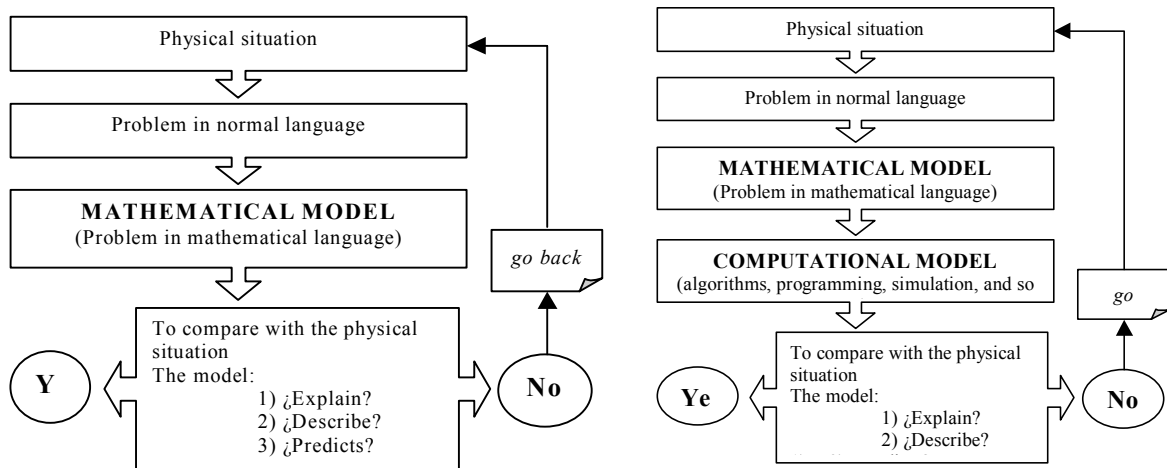 Physical situation
Problem in normal language
MATHEMATICAL MODEL
(Problem in mathematical language)
go back
To compare with the physical
situation
The model:
1) ¿Explain?
2) ¿Describe?
3) ¿Predicts?
Y
No
Physical situation
Problem in normal language
MATHEMATICAL MODEL
(Problem in mathematical language)
COMPUTATIONAL MODEL
(algorithms, programming, simulation, and so
go
To compare with the physical
situation
The model:
1) ¿Explain?
2) ¿Describe?
Ye
No